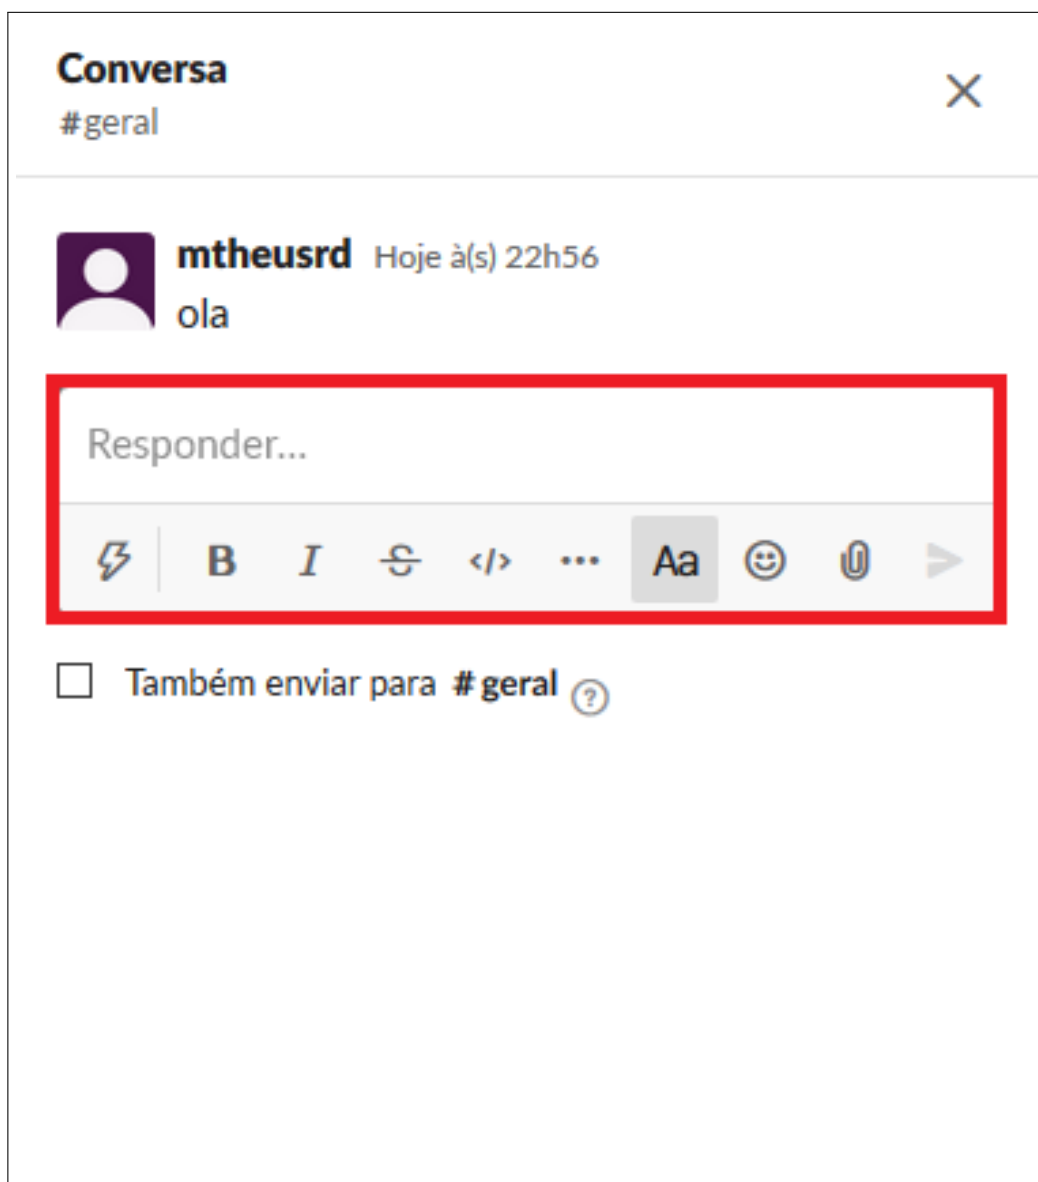 Conversa
#geral
mtheusrd Hoje à(s) 22h56
ola
Responder...
B I S </> ... Aa
Também enviar para # geral ?